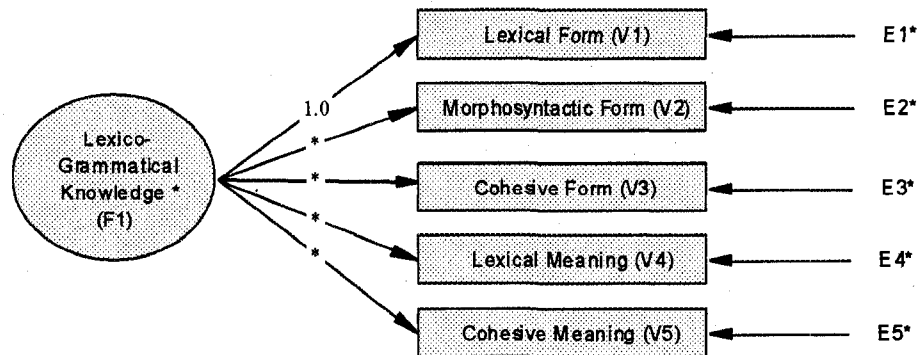 Lexical Form (V1)
E1*
1.0
Morphosyntactic Form (V2)
E2*
*
Lexico-
Grammatical
Knowledge *
(F1)
*
Cohesive Form (V3)
E3*
*
Lexical Meaning (V4)
E4*
*
Cohesive Meaning (V5)
E5*